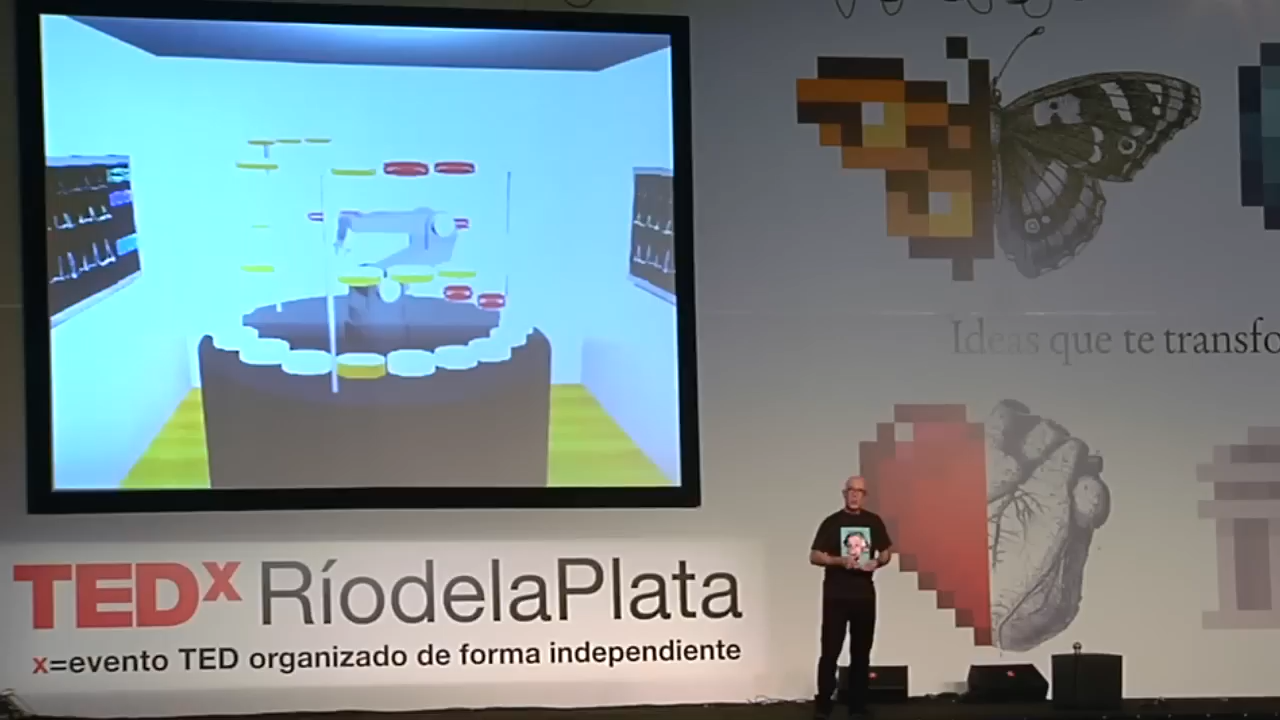 Ideas que te transfo
TEDx RíodelaPlata
x=evento TED organizado de forma independiente